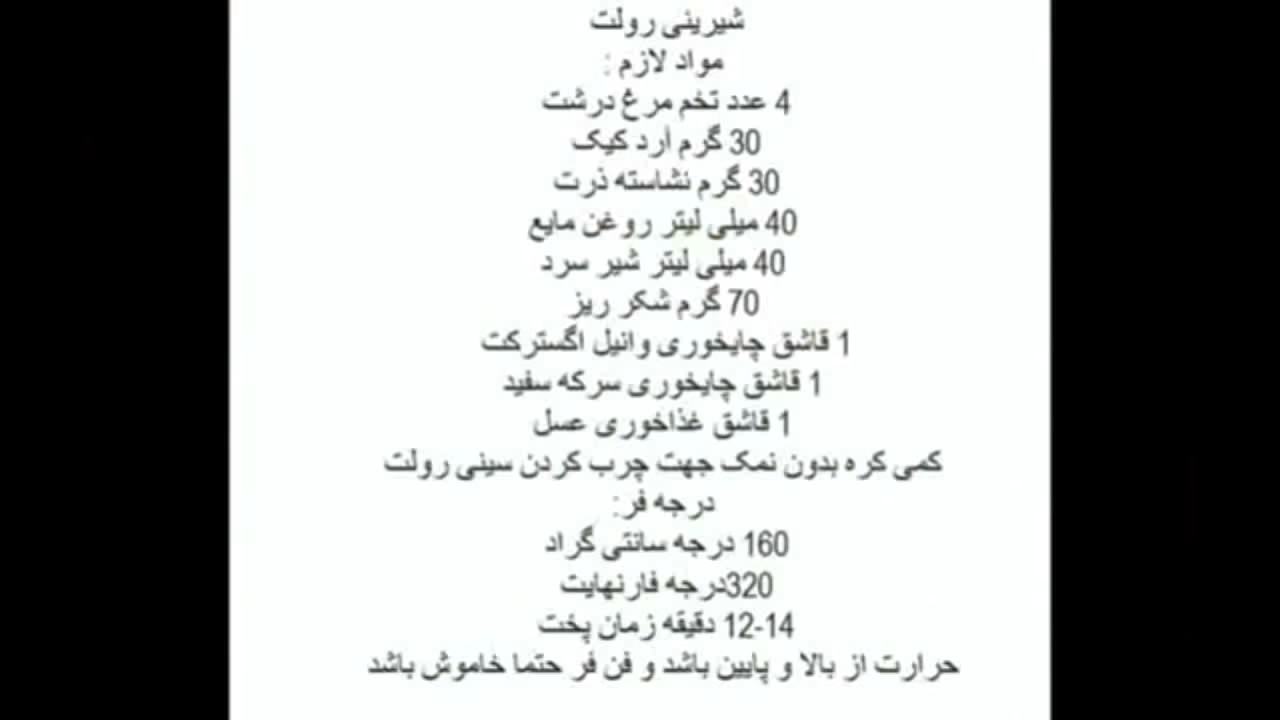 شیرینی رولت
مواد لازم :
4 عدد تخم مرغ درشت
30 گرم آرد کیک
30 گرم نشاسته ذرت
40 میلی لیتر روغن مایع
40 میلی لیتر شیر سرد
70 گرم شکر ریز
1 قاشق چایخوری وانیل اگسترکت
1 قاشق چایخوری سرکه سفید
1 قاشق غذاخوری عسل
کمی کره بدون نمک جهت چرب کردن سینی رولت
درجه فر:
160 درجه سانتی گراد
320درجه فارنهایت
12-14 دقیقه زمان پخت
حرارت از بالا و پایین باشد و فن فر حتما خاموش باشد